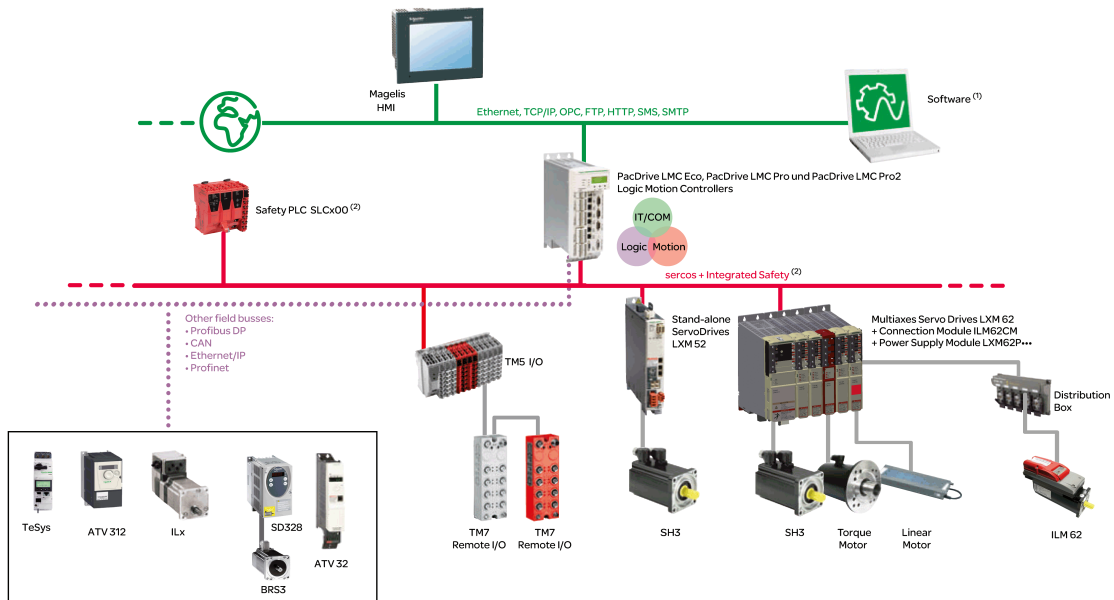 Schneider
Magelis
HMI
Ethernet, TCP/IP, OPC, FTP, HTTP, SMS, SMTP
Software (1)
PacDrive LMC Eco, PacDrive LMC Pro und PacDrive LMC Pro2
Logic Motion Controllers
Safety PLC SLCx00 (2)
IT/COM
Logic
Motion
sercos + Integrated Safety (2)
Other field busses:
• Profibus DP
• CAN
• Ethernet/IP
• Profinet
Stand-alone
ServoDrives
LXM 52
Multiaxes Servo Drives LXM 62
+ Connection Module ILM62CM
+ Power Supply Module LXM62P•••
TM5 I/O
Distribution
Box
TeSys
ATV 312
ILx
SD328
ATV 32
BRS3
TM7
Remote I/O
TM7
Remote I/O
SH3
SH3
Torque
Motor
Linear
Motor
ILM 62